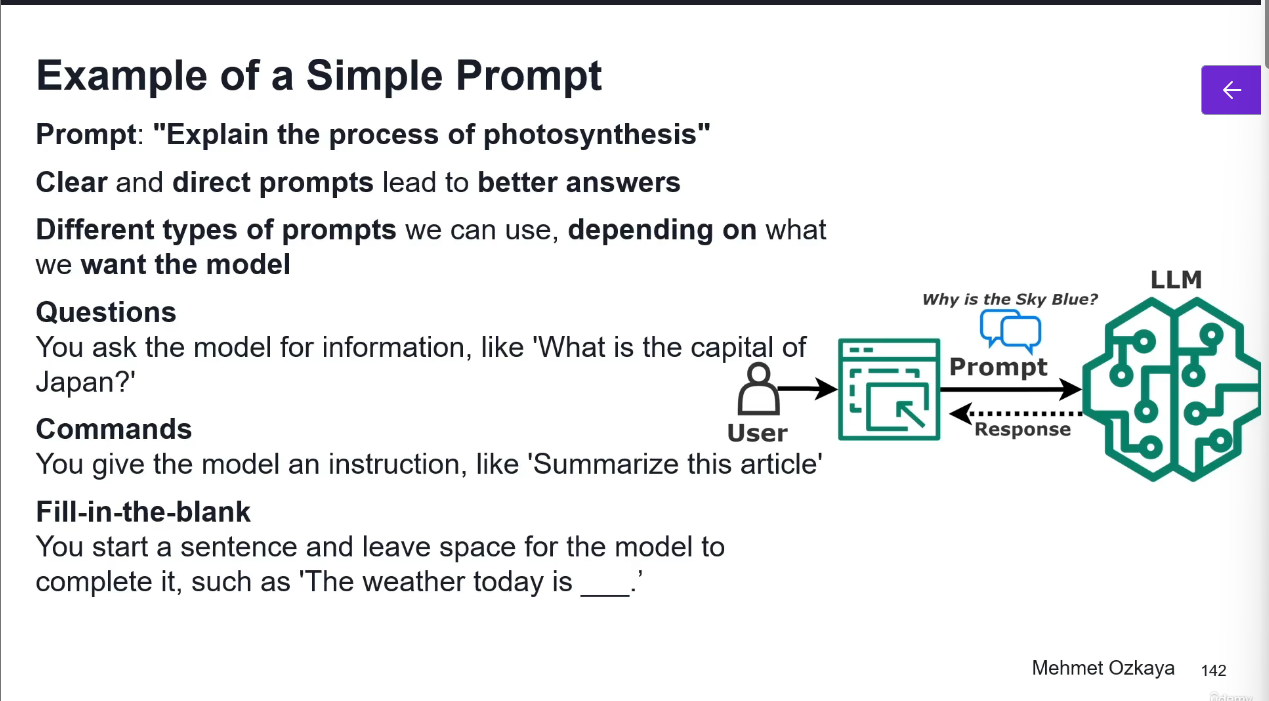 Example of a Simple Prompt
Prompt: "Explain the process of photosynthesis"
Clear and direct prompts lead to better answers
Different types of prompts we can use, depending on what
we want the model
Questions
You ask the model for information, like 'What is the capital of
Japan?'
Commands
You give the model an instruction, like 'Summarize this article'
Fill-in-the-blank
You start a sentence and leave space for the model to
complete it, such as 'The weather today is ___.’
LLM
Why is the Sky Blue?
Prompt
Response
User
Mehmet Ozkaya
142